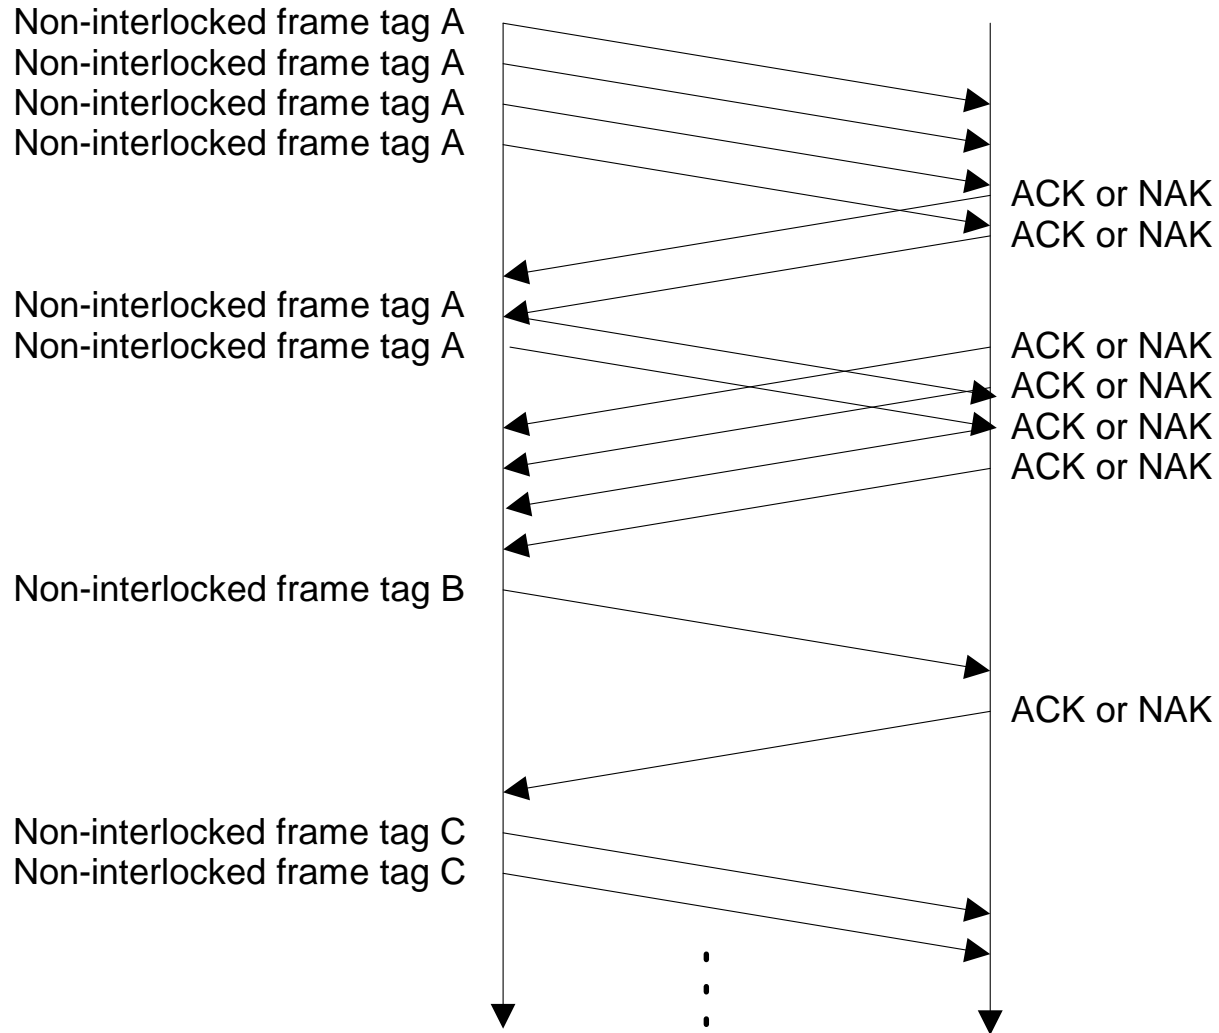 Non-interlocked frame tag A
Non-interlocked frame tag A
Non-interlocked frame tag A
Non-interlocked frame tag A
ACK or NAK
ACK or NAK
Non-interlocked frame tag A
Non-interlocked frame tag A
ACK or NAK
ACK or NAK
ACK or NAK
ACK or NAK
Non-interlocked frame tag B
ACK or NAK
Non-interlocked frame tag C
Non-interlocked frame tag C